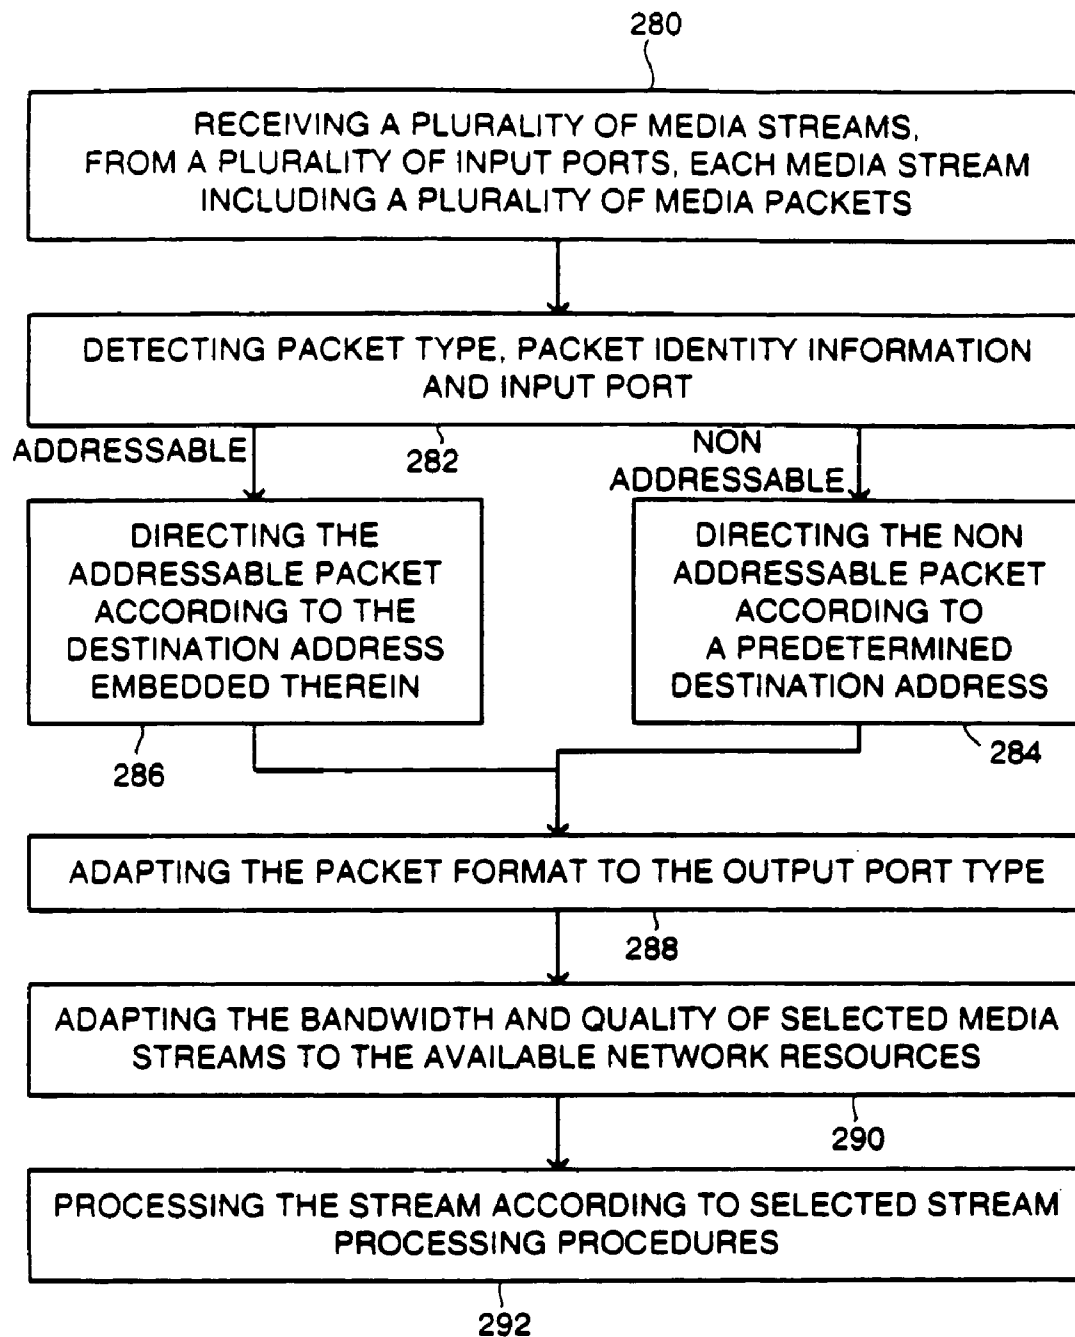 280
RECEIVING A PLURALITY OF MEDIA STREAMS,
FROM A PLURALITY OF INPUT PORTS, EACH MEDIA STREAM
INCLUDING A PLURALITY OF MEDIA PACKETS
DETECTING PACKET TYPE, PACKET IDENTITY INFORMATION
AND INPUT PORT
ADDRESSABLE
282
NON
ADDRESSABLE
DIRECTING THE
ADDRESSABLE PACKET
ACCORDING TO THE
DESTINATION ADDRESS
EMBEDDED THEREIN
286
DIRECTING THE NON
ADDRESSABLE PACKET
ACCORDING TO
A PREDETERMINED
DESTINATION ADDRESS
284
ADAPTING THE PACKET FORMAT TO THE OUTPUT PORT TYPE
288
ADAPTING THE BANDWIDTH AND QUALITY OF SELECTED MEDIA
STREAMS TO THE AVAILABLE NETWORK RESOURCES
290
PROCESSING THE STREAM ACCORDING TO SELECTED STREAM
PROCESSING PROCEDURES
292